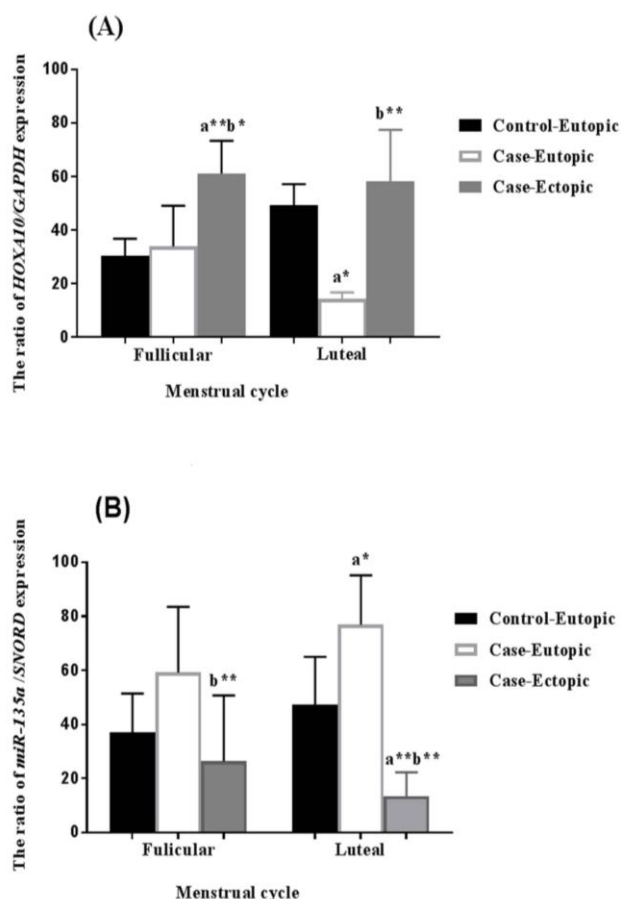 (A)
The ratio of HOXA10/GAPDH expression
100
80
60
40
20
0
a**b*
b**
a*
Fullicular
Luteal
Menstrual cycle
Control-Eutopic
Case-Eutopic
Case-Ectopic
(B)
The ratio of miR-135a /SNORD expression
100
80
60
40
20
0
a*
b**
a**b**
Fulicular
Luteal
Menstrual cycle
Control-Eutopic
Case-Eutopic
Case-Ectopic